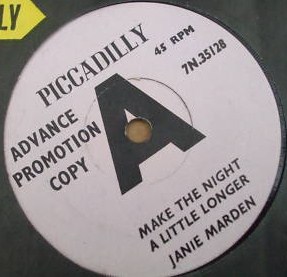 LY
PICCADILLY
45 RPM
7N.35128
ADVANCE
PROMOTION
COPY
A
MAKE THE NIGHT
A LITTLE LONGER
JANIE MARDEN